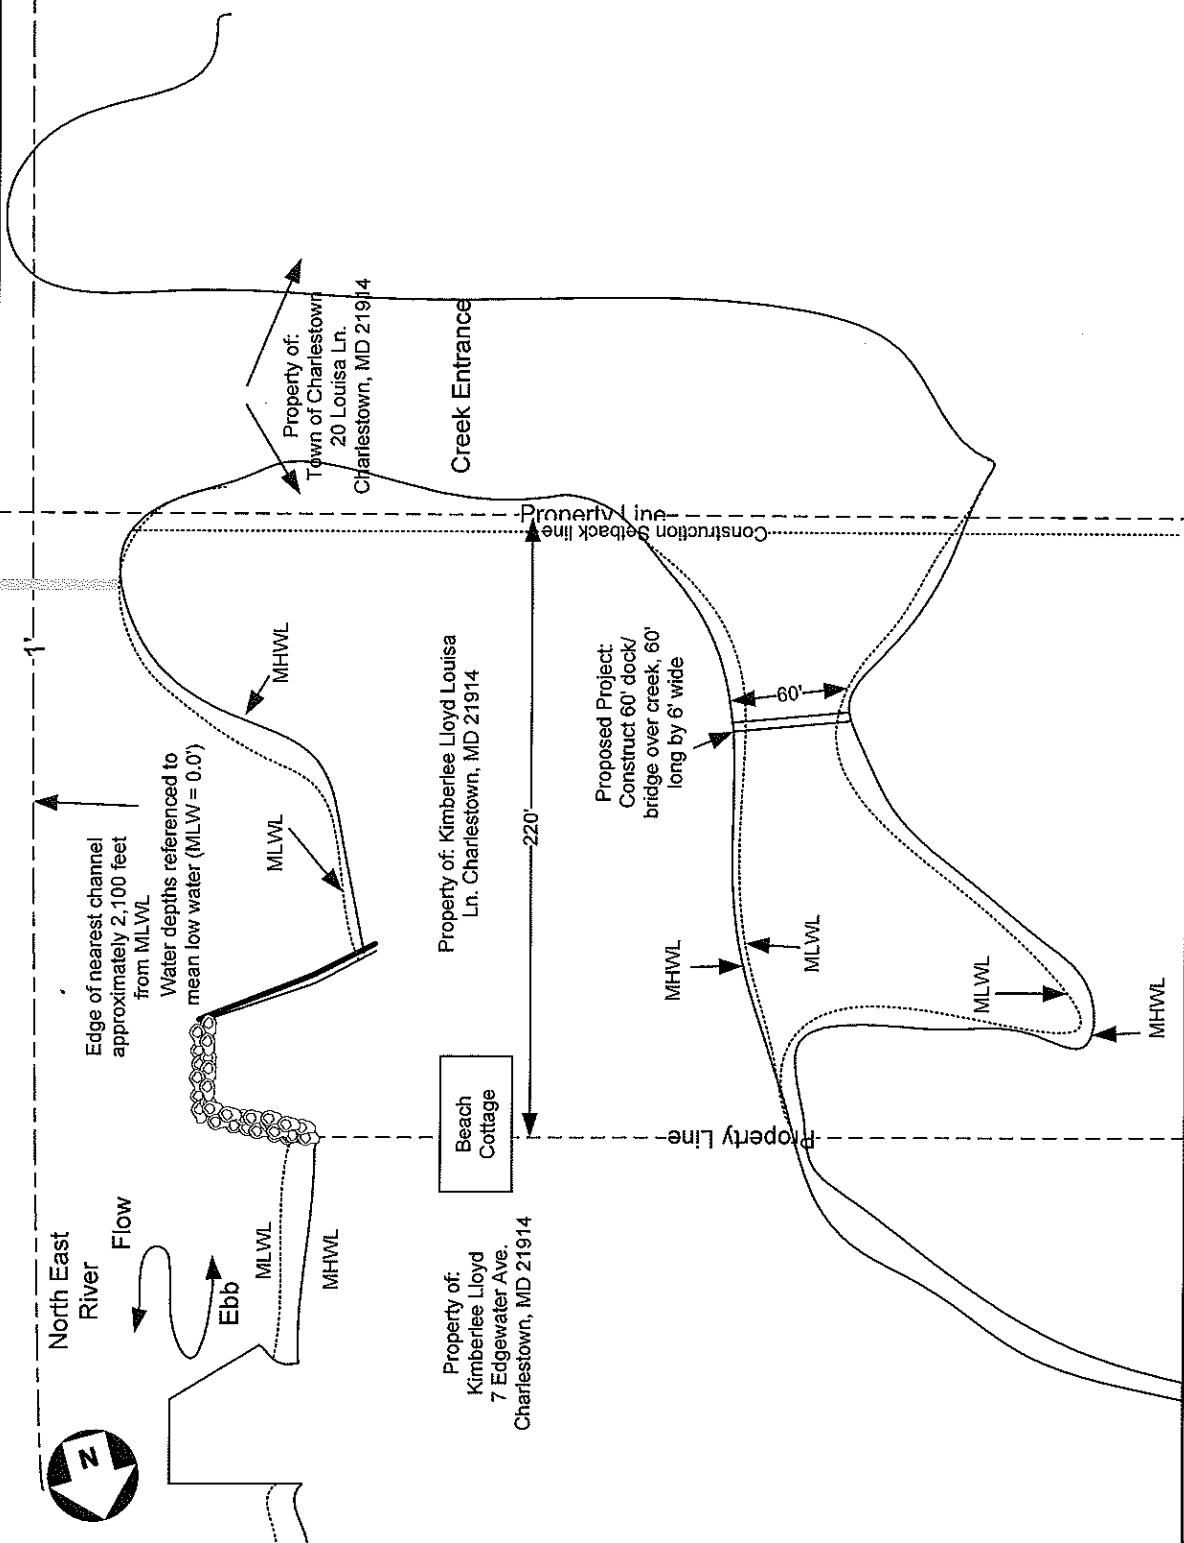 North East
River
Flow
Ebb
N
MLWL
MHWL
1'
Edge of nearest channel
approximately 2,100 feet
from MLWL
Water depths referenced to
mean low water (MLW = 0.0')
MLWL
MHWL
Property of:
Town of Charlestown
20 Louisa Ln.
Charlestown, MD 21914
Creek Entrance
Property of:
Kimberlee Lloyd
7 Edgewater Ave.
Charlestown, MD 21914
Beach
Cottage
Property of: Kimberlee Lloyd Louisa
Ln. Charlestown, MD 21914
220'
Property Line
Construction Setback line
Proposed Project:
Construct 60' dock/
bridge over creek, 60'
long by 6' wide
60'
MHWL
MLWL
Property Line
MLWL
MHWL